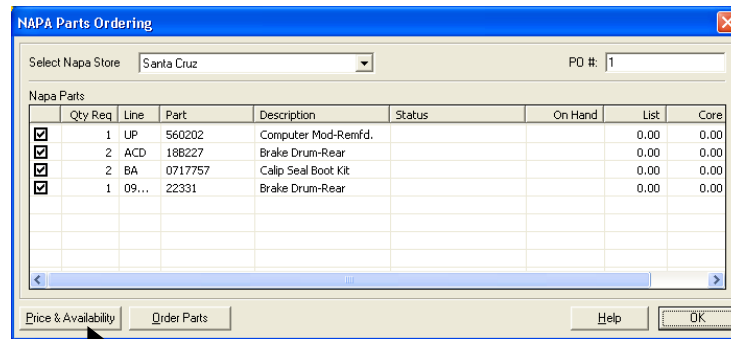 NAPA Parts Ordering
Select Napa Store Santa Cruz PO #: 1
Napa Parts
Qty Req Line Part Description Status On Hand List Core
1 UP 560202 Computer Mod-Remfd. 0.00 0.00
2 ACD 18B227 Brake Drum-Rear 0.00 0.00
2 BA 0717757 Calip Seal Boot Kit 0.00 0.00
1 09... 22331 Brake Drum-Rear 0.00 0.00
Price & Availability Order Parts Help OK